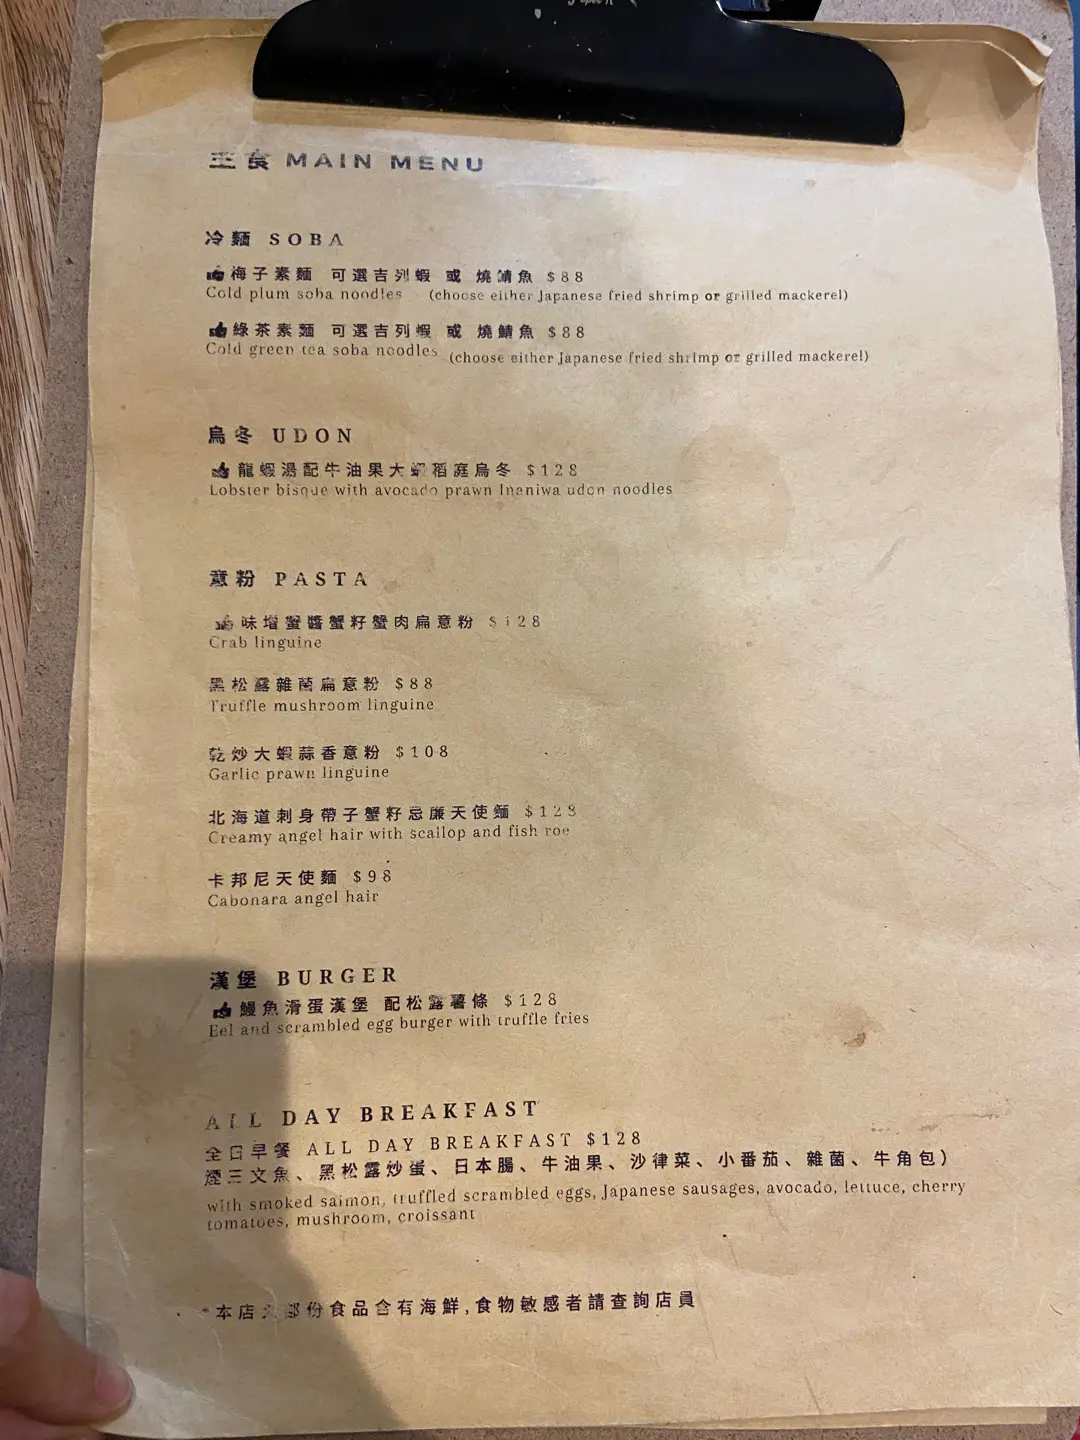 主食 MAIN MENU
冷麵 SOBA
梅子素麵 可選吉列蝦 或 燒鯖魚 $88
Cold plum soba noodles (choose either Japanese fried shrimp or grilled mackerel)
綠茶素麵 可選吉列蝦 或 燒鯖魚 $88
Cold green tea soba noodles (choose either Japanese fried shrimp or grilled mackerel)
烏冬 UDON
龍蝦湯配牛油果大蝦稻庭烏冬 $128
Lobster bisque with avocado prawn Inaniwa udon noodles
意粉 PASTA
味噌蟹醬蟹籽蟹肉扁意粉 $128
Crab linguine
黑松露雜菌扁意粉 $88
Truffle mushroom linguine
乾炒大蝦蒜香意粉 $108
Garlic prawn linguine
北海道刺身帶子蟹籽忌廉天使麵 $128
Creamy angel hair with scallop and fish roe
卡邦尼天使麵 $98
Cabonara angel hair
漢堡 BURGER
鰻魚滑蛋漢堡 配松露薯條 $128
Eel and scrambled egg burger with truffle fries
ALL DAY BREAKFAST
全日早餐 ALL DAY BREAKFAST $128
煙三文魚、黑松露炒蛋、日本腸、牛油果、沙律菜、小番茄、雜菌、牛角包)
with smoked salmon, truffled scrambled eggs, Japanese sausages, avocado, lettuce, cherry
tomatoes, mushroom, croissant
*本店大部份食品含有海鮮,食物敏感者請查詢店員